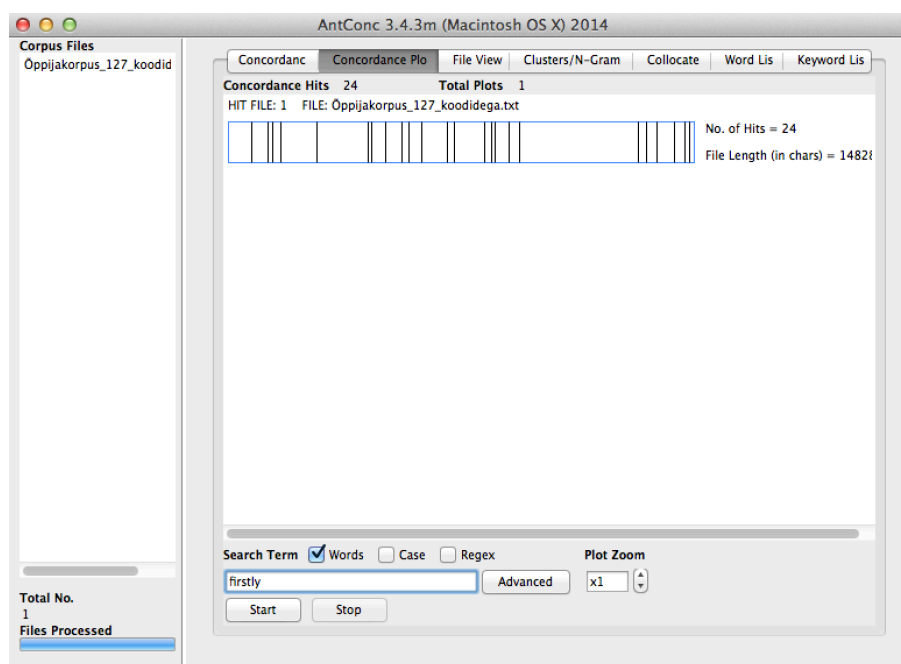 AntConc 3.4.3m (Macintosh OS X) 2014
Corpus Files
Õppijakorpus_127_koodid
Concordanc Concordance Plo File View Clusters/N-Gram Collocate Word Lis Keyword Lis
Concordance Hits 24 Total Plots 1
HIT FILE: 1 FILE: Õppijakorpus_127_koodidega.txt
No. of Hits = 24
File Length (in chars) = 14828
Search Term Words Case Regex Plot Zoom
firstly Advanced x1
Start Stop
Total No.
1
Files Processed